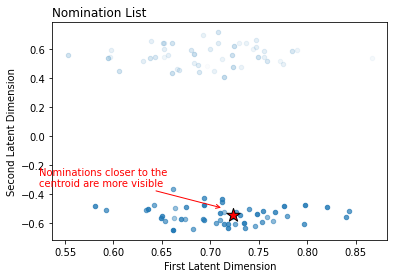 Nomination List
0.6
0.4
0.2
0.0
−0.2
−0.4
−0.6
Second Latent Dimension
Nominations closer to the
centroid are more visible
0.55 0.60 0.65 0.70 0.75 0.80 0.85
First Latent Dimension